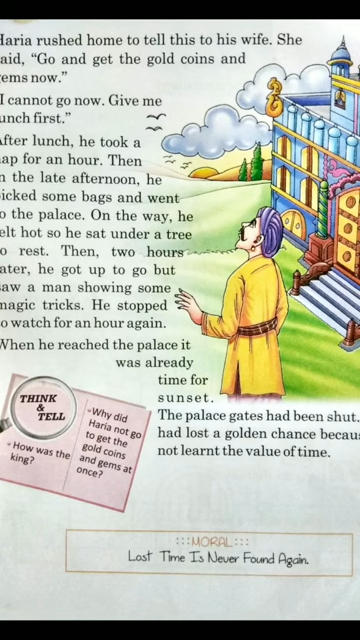 Haria rushed home to tell this to his wife. She
said, “Go and get the gold coins and
gems now.”
“I cannot go now. Give me
lunch first.”
After lunch, he took a
nap for an hour. Then
in the late afternoon, he
picked some bags and went
to the palace. On the way, he
felt hot so he sat under a tree
to rest. Then, two hours
later, he got up to go but
saw a man showing some
magic tricks. He stopped
to watch for an hour again.
When he reached the palace it
was already
time for
sunset.
The palace gates had been shut.
had lost a golden chance becau
not learnt the value of time.
THINK
&
TELL
How was the
king?
Why did
Haria not go
to get the
gold coins
and gems at
once?
:::MORAL:::
Lost Time Is Never Found Again.